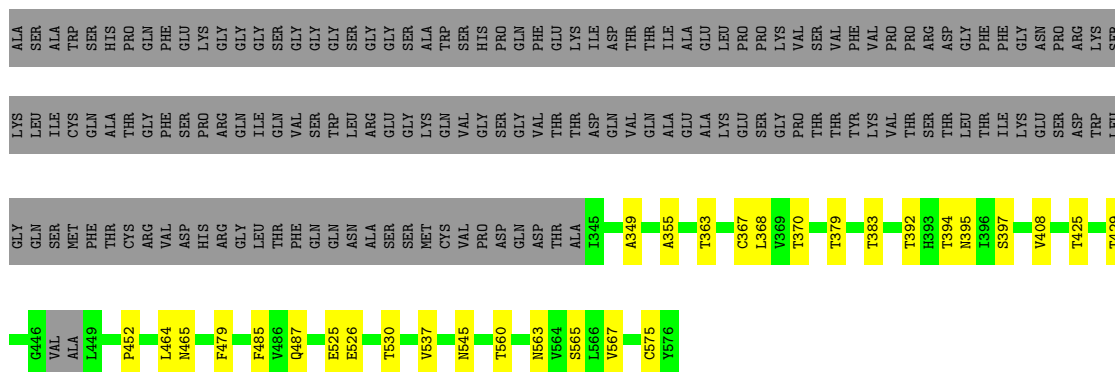 ALA SER ALA TRP SER HIS PRO GLN PHE GLU LYS GLY GLY GLY SER GLY GLY GLY SER GLY GLY SER ALA TRP SER HIS PRO GLN PHE GLU LYS ILE ASP THR THR ILE ALA GLU LEU PRO PRO LYS VAL SER VAL PHE VAL PRO PRO ARG ASP GLY PHE PHE GLY ASN PRO ARG LYS SER
LYS LEU ILE CYS GLN ALA THR GLY PHE SER PRO ARG GLN ILE GLN VAL SER TRP LEU ARG GLU GLY LYS GLN VAL GLY SER GLY VAL THR THR ASP GLN VAL GLN ALA GLU ALA LYS GLU SER GLY PRO THR THR TYR LYS VAL THR SER THR LEU THR ILE LYS GLU SER ASP TRP LEU
GLY GLN SER MET PHE THR CYS ARG VAL ASP HIS ARG GLY LEU THR PHE GLN GLN ASN ALA SER SER MET CYS VAL PRO ASP GLN ASP THR ALA I345 A349 A355 T363 C367 L368 V369 T370 T379 T383 T392 H393 T394 N395 I396 S397 V408 T425 T429
G446 VAL ALA L449 P452 L464 N465 F479 F485 V486 Q487 E525 E526 T530 V537 N545 T560 N563 V564 S565 L566 V567 C575 Y576